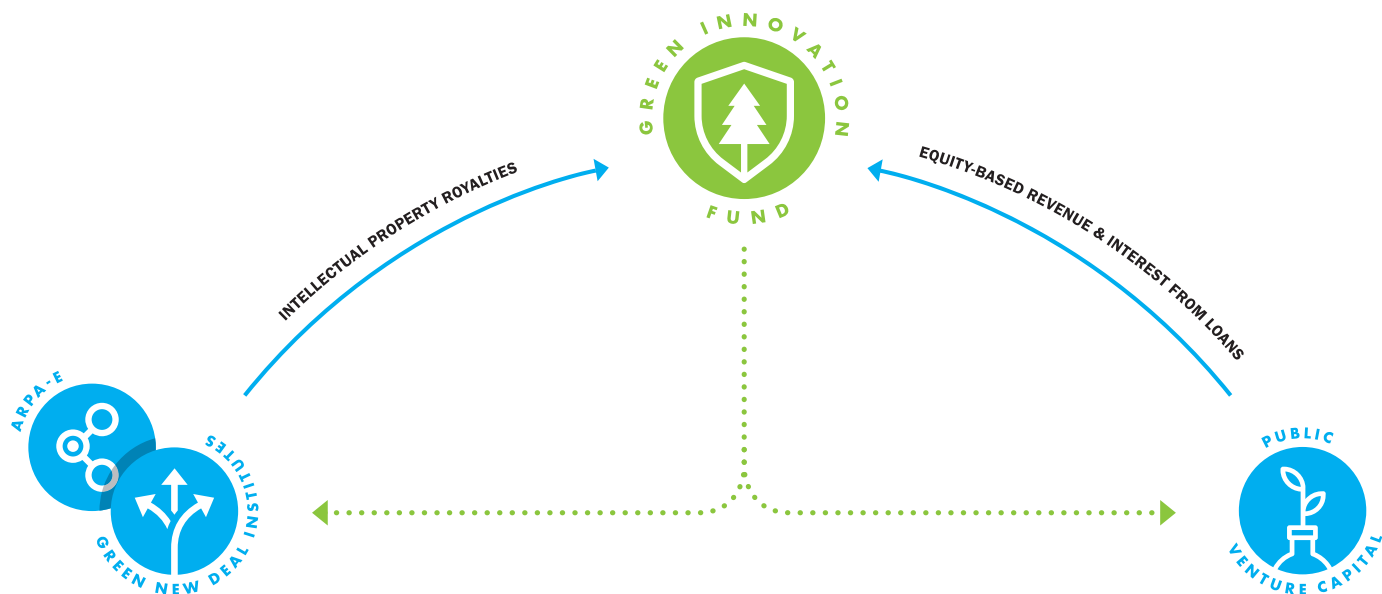 GREEN INNOVATION
FUND
INTELLECTUAL PROPERTY ROYALTIES
EQUITY-BASED REVENUE & INTEREST FROM LOANS
ARPA-E
GREEN NEW DEAL INSTITUTES
PUBLIC
VENTURE CAPITAL